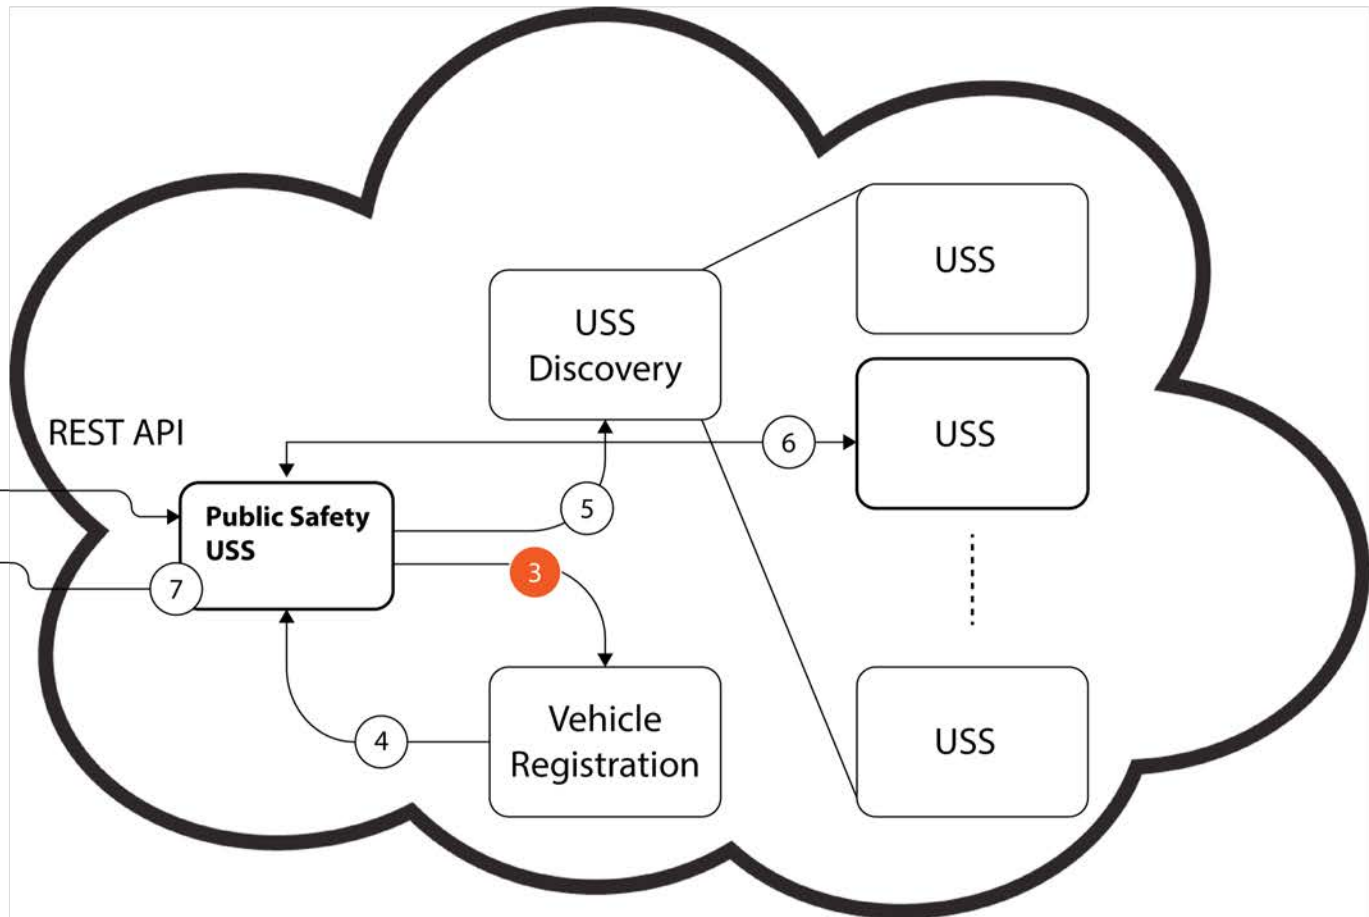 USS
USS
Discovery
USS
REST API
6
Public Safety
USS
5
3
7
Vehicle
Registration
4
USS